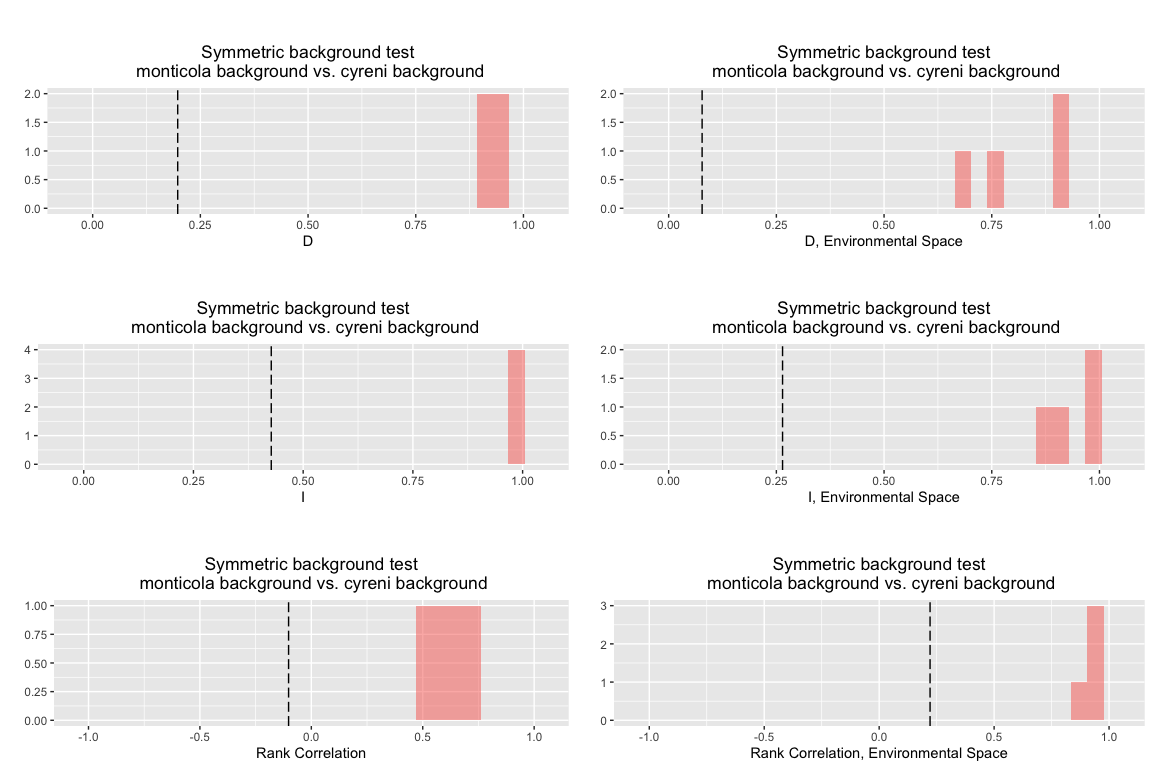 Symmetric background test
monticola background vs. cyreni background
2.0
1.5
1.0
0.5
0.0
0.00 0.25 0.50 0.75 1.00
D
Symmetric background test
monticola background vs. cyreni background
2.0
1.5
1.0
0.5
0.0
0.00 0.25 0.50 0.75 1.00
D, Environmental Space
Symmetric background test
monticola background vs. cyreni background
4
3
2
1
0
0.00 0.25 0.50 0.75 1.00
I
Symmetric background test
monticola background vs. cyreni background
2.0
1.5
1.0
0.5
0.0
0.00 0.25 0.50 0.75 1.00
I, Environmental Space
Symmetric background test
monticola background vs. cyreni background
1.00
0.75
0.50
0.25
0.00
-1.0 -0.5 0.0 0.5 1.0
Rank Correlation
Symmetric background test
monticola background vs. cyreni background
3
2
1
0
-1.0 -0.5 0.0 0.5 1.0
Rank Correlation, Environmental Space